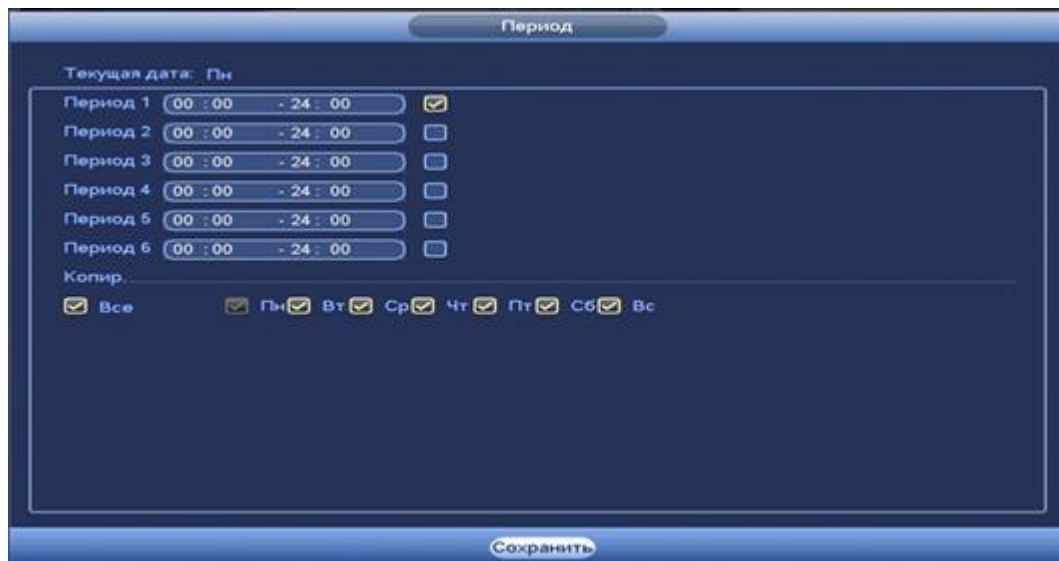 Период
Текущая дата: Пн
Период 1 00 : 00 - 24 : 00
Период 2 00 : 00 - 24 : 00
Период 3 00 : 00 - 24 : 00
Период 4 00 : 00 - 24 : 00
Период 5 00 : 00 - 24 : 00
Период 6 00 : 00 - 24 : 00
Копир.
Все Пн Вт Ср Чт Пт Сб Вс
Сохранить